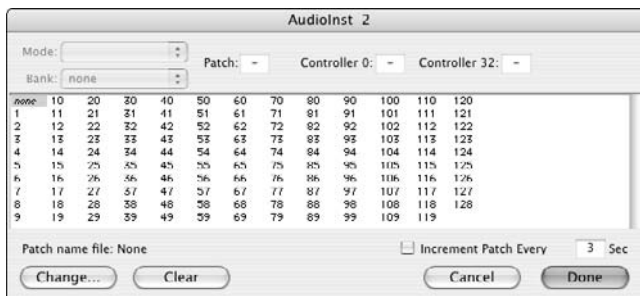 AudioInst 2
Mode:
Bank: none
Patch: - Controller 0: - Controller 32: -
none 10 20 30 40 50 60 70 80 90 100 110 120
1 11 21 31 41 51 61 71 81 91 101 111 121
2 12 22 32 42 52 62 72 82 92 102 112 122
3 13 23 33 43 53 63 73 83 93 103 113 123
4 14 24 34 44 54 64 74 84 94 104 114 124
5 15 25 35 45 55 65 75 85 95 105 115 125
6 16 26 36 46 56 66 76 86 96 106 116 126
7 17 27 37 47 57 67 77 87 97 107 117 127
8 18 28 38 48 58 68 78 88 98 108 118 128
9 19 29 39 49 59 69 79 89 99 109 119
Patch name file: None
Increment Patch Every 3 Sec
Change... Clear Cancel Done